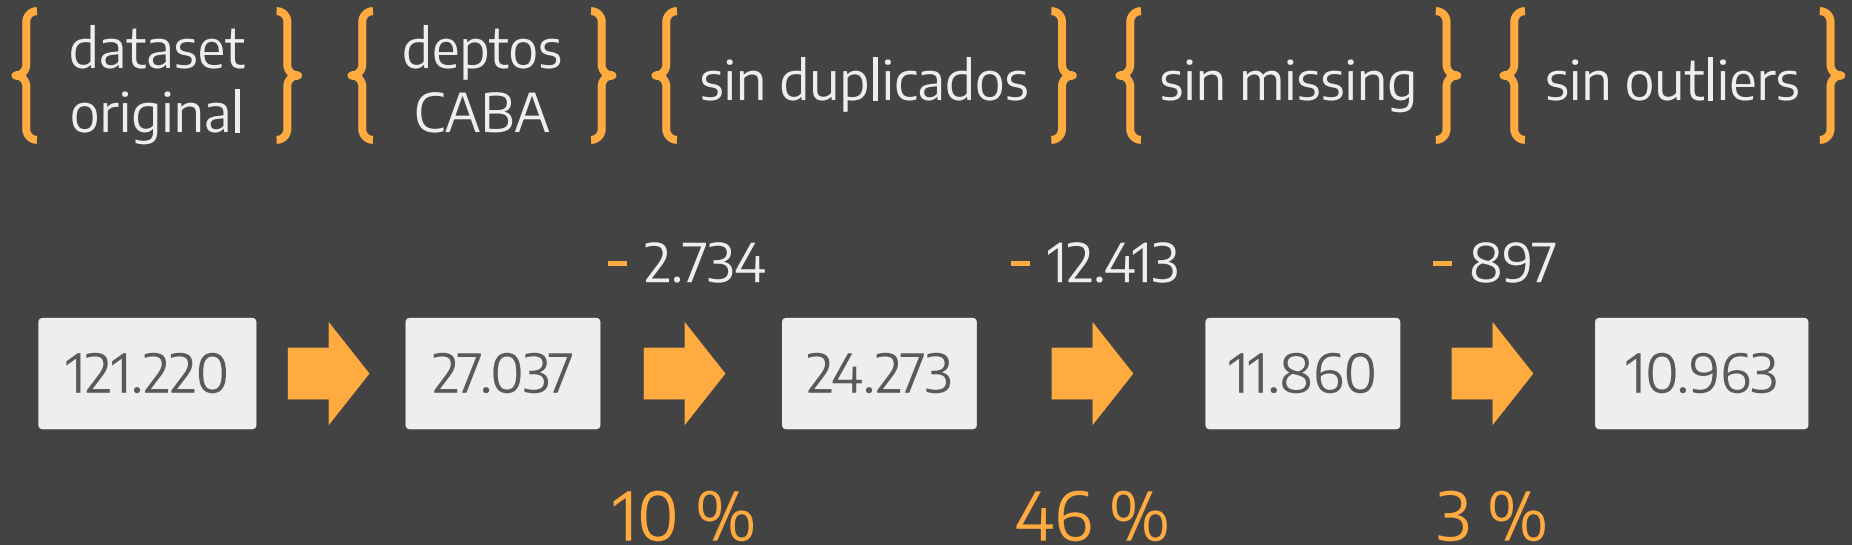 dataset
original
deptos
CABA
sin duplicados
sin missing
sin outliers
- 2.734
- 12.413
- 897
121.220
27.037
24.273
11.860
10.963
10 %
46 %
3 %